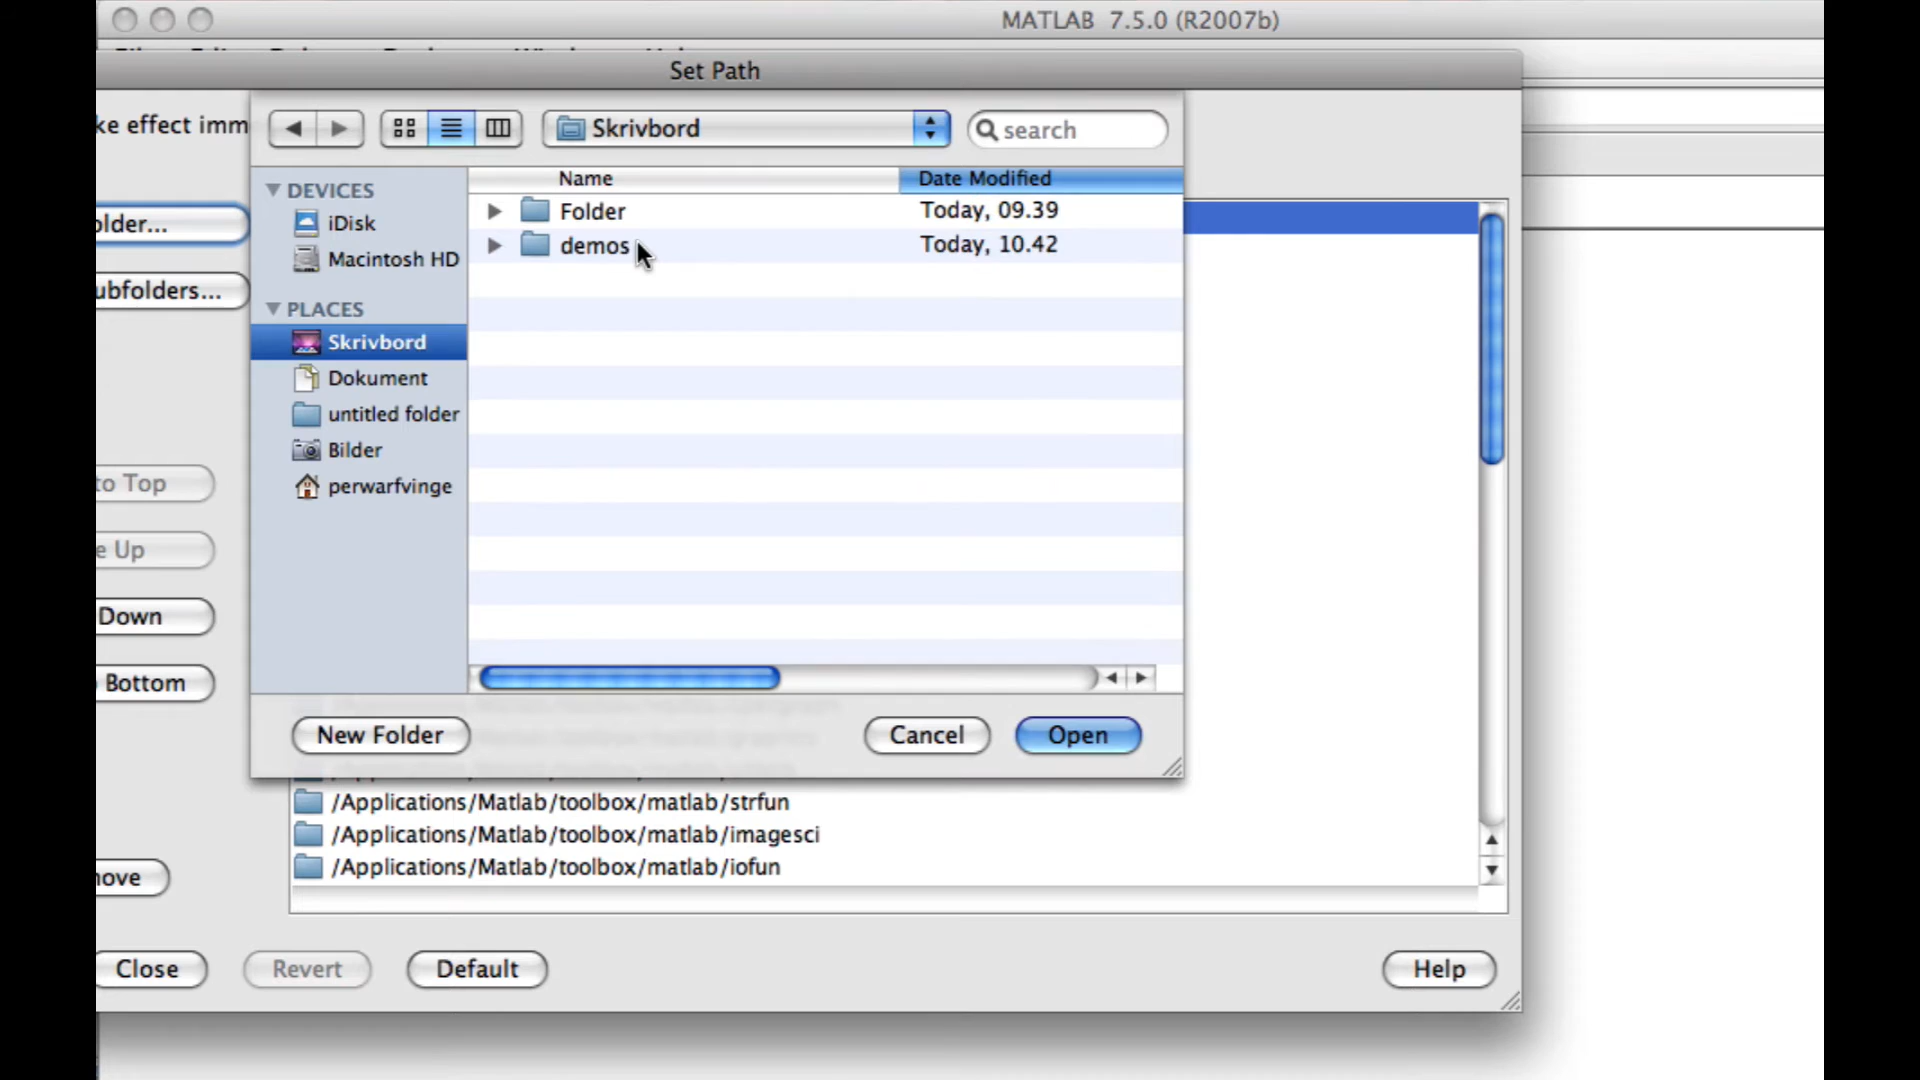 MATLAB 7.5.0 (R2007b)
Set Path
ke effect imm
Skrivbord
search
Name
Date Modified
DEVICES
iDisk
Macintosh HD
PLACES
Skrivbord
Dokument
untitled folder
Bilder
perwarfvinge
Folder
Today, 09.39
demos
Today, 10.42
older...
ubfolders...
to Top
e Up
Down
Bottom
New Folder
Cancel
Open
/Applications/Matlab/toolbox/matlab/strfun
/Applications/Matlab/toolbox/matlab/imagesci
/Applications/Matlab/toolbox/matlab/iofun
nove
Close
Revert
Default
Help